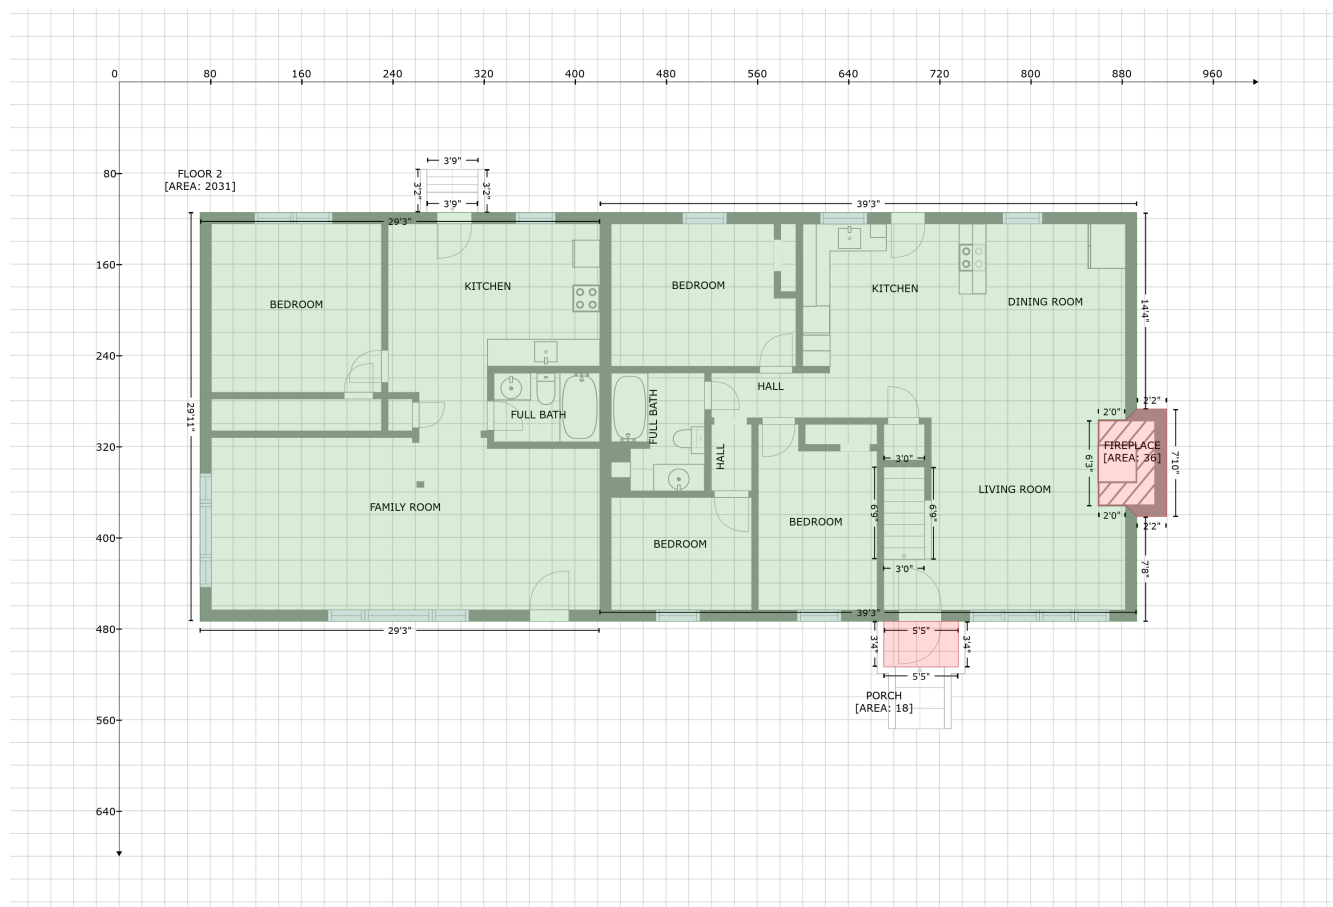 0
80
160
240
320
400
480
560
640
720
800
880
960
3'9"
80
FLOOR 2
[AREA: 2031]
3'2"
3'2"
3'9"
39'3"
29'3"
160
KITCHEN
BEDROOM
KITCHEN
BEDROOM
DINING ROOM
14'4"
240
HALL
2'2"
29'11"
FULL BATH
FULL BATH
2'0"
320
HALL
3'0"
6'3"
FIREPLACE
[AREA: 36]
7'10"
LIVING ROOM
FAMILY ROOM
6'9"
6'9"
2'0"
BEDROOM
2'2"
400
BEDROOM
3'0"
7'8"
39'3"
480
29'3"
5'5"
3'4"
3'4"
5'5"
PORCH
[AREA: 18]
560
640